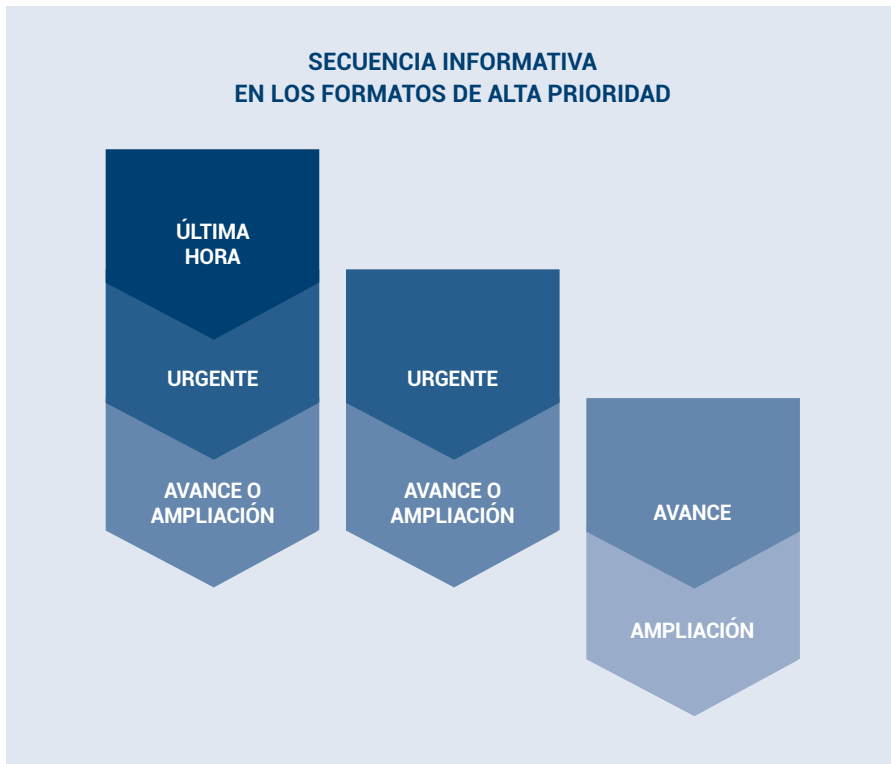 SECUENCIA INFORMATIVA
EN LOS FORMATOS DE ALTA PRIORIDAD
ÚLTIMA
HORA
URGENTE
AVANCE O
AMPLIACIÓN
URGENTE
AVANCE O
AMPLIACIÓN
AVANCE
AMPLIACIÓN